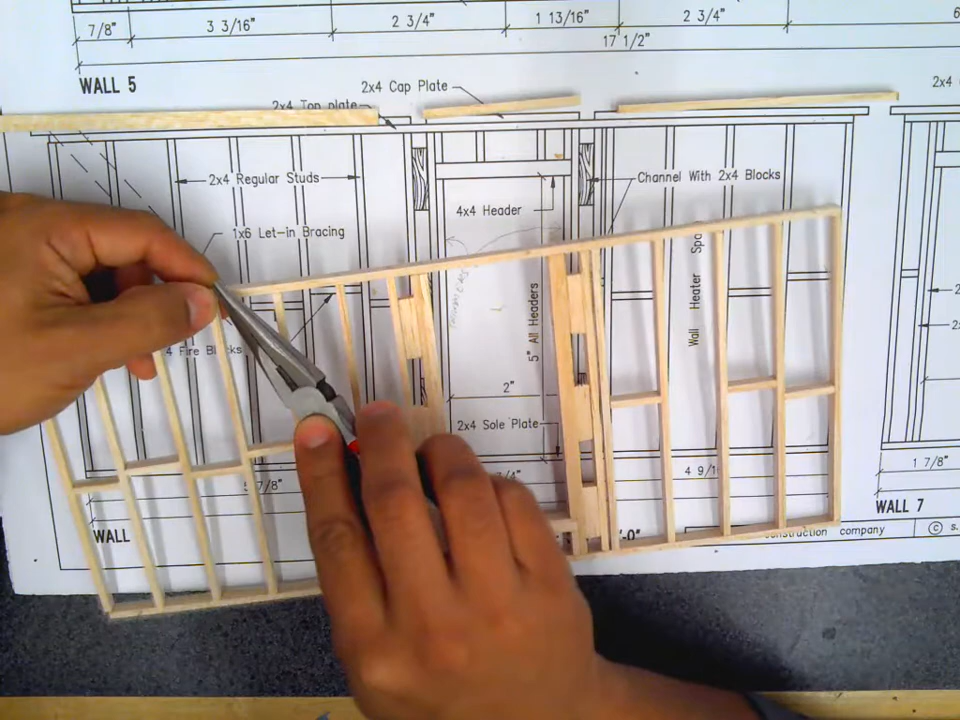 7/8"
3 3/16"
2 3/4"
1 13/16"
2 3/4"
17 1/2"
WALL 5
2x4 Cap Plate
2x4 Top plate
2x4 Regular Studs
Channel With 2x4 Blocks
4x4 Header
1x6 Let-in Bracing
Wall Heater
5" All Headers
2"
2x4 Sole Plate
4 9/1
7/8"
1 7/8"
WALL
WALL 7
construction company
© s.